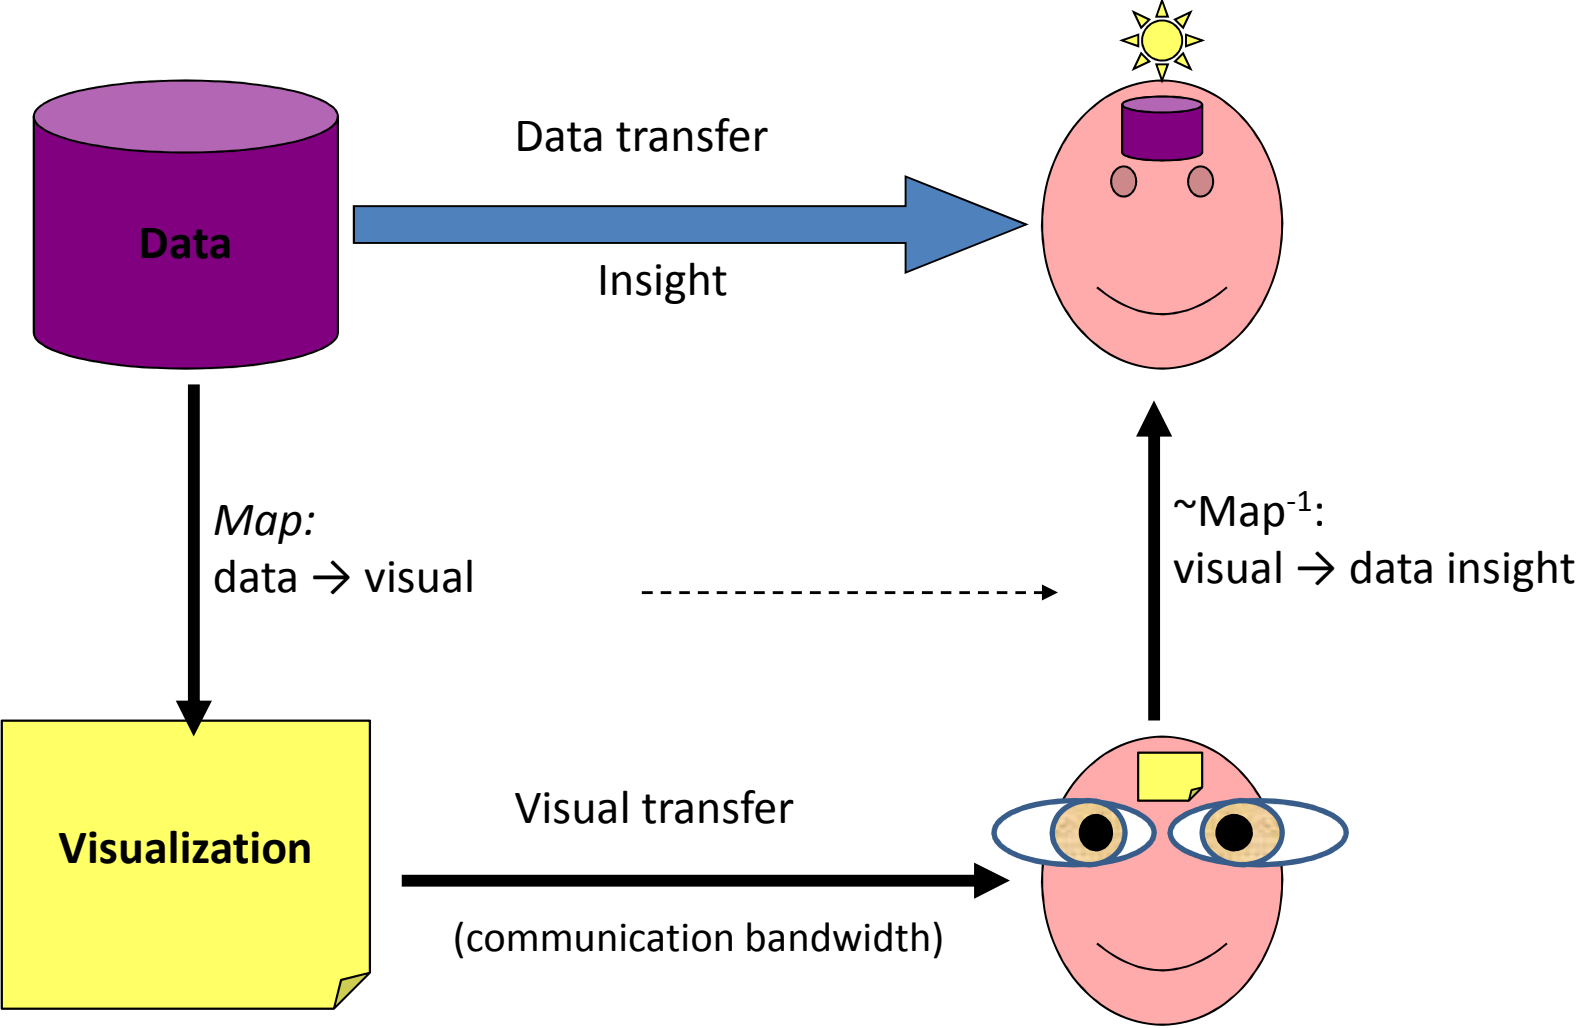 Data transfer
Data
Insight
Map:
data → visual
~Map⁻¹:
visual → data insight
Visual transfer
Visualization
(communication bandwidth)